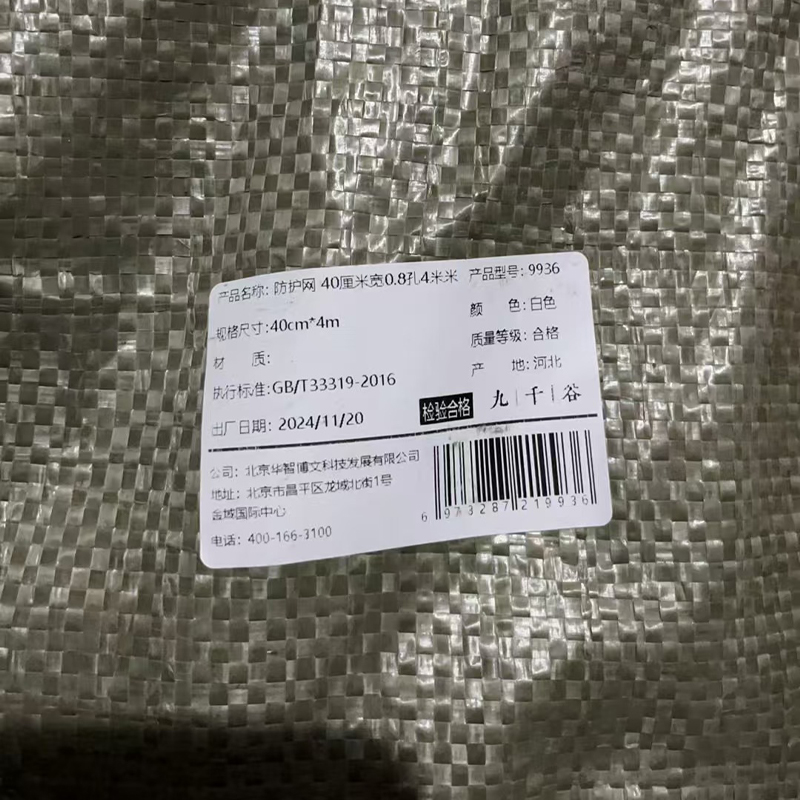 产品名称: 防护网 40厘米宽0.8孔4米米 产品型号: 9936
规格尺寸:40cm*4m 颜 色:白色
材 质: 质量等级: 合格
执行标准:GB/T33319-2016 产 地:河北
出厂日期: 2024/11/20 检验合格 九|千|谷
公司: 北京华智博文科技发展有限公司
地址: 北京市昌平区龙城北街1号
金域国际中心
电话: 400-166-3100
6 973287 219936